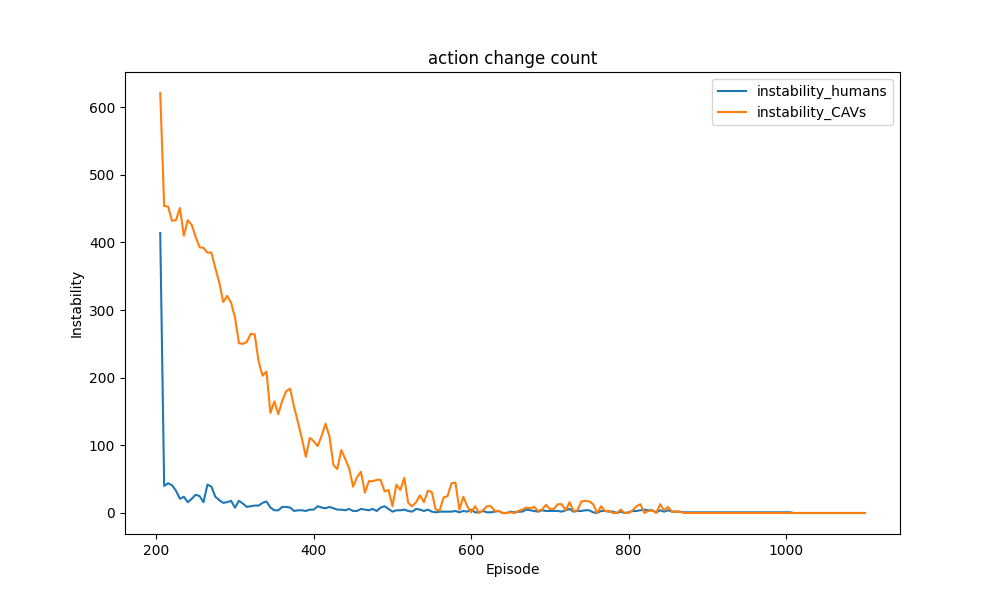 action change count
instability_humans
instability_CAVs
Instability
600
500
400
300
200
100
0
200 400 600 800 1000
Episode